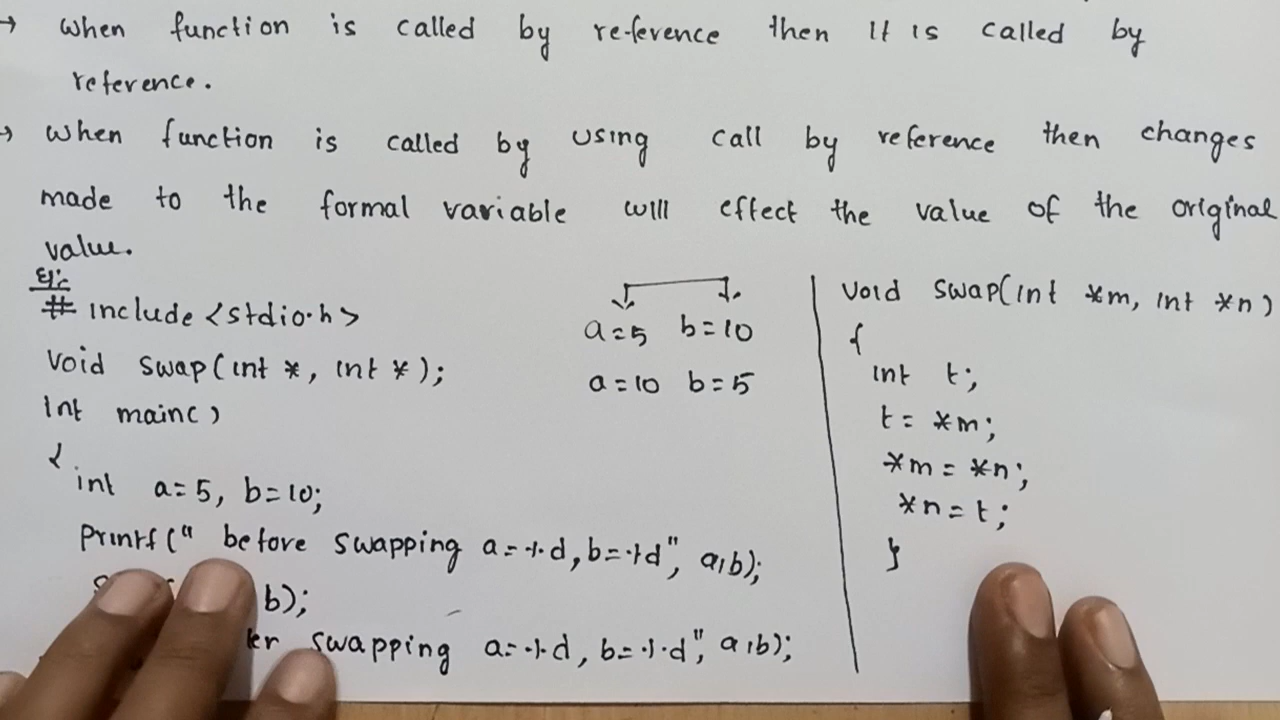 → When function is called by reference then It is called by
reference.
→ When function is called by using call by reference then changes
made to the formal variable will effect the value of the original
value.
Ex:
# include <stdio.h>
void swap(int *, int *);
int main()
{
int a=5, b=10;
printf(" before swapping a=%d, b=%d", a,b);
b);
swapping a=%d, b=%d", a,b);
a=5 b=10
a=10 b=5
void swap(int *m, int *n)
{
int t;
t= *m;
*m = *n;
*n = t;
}